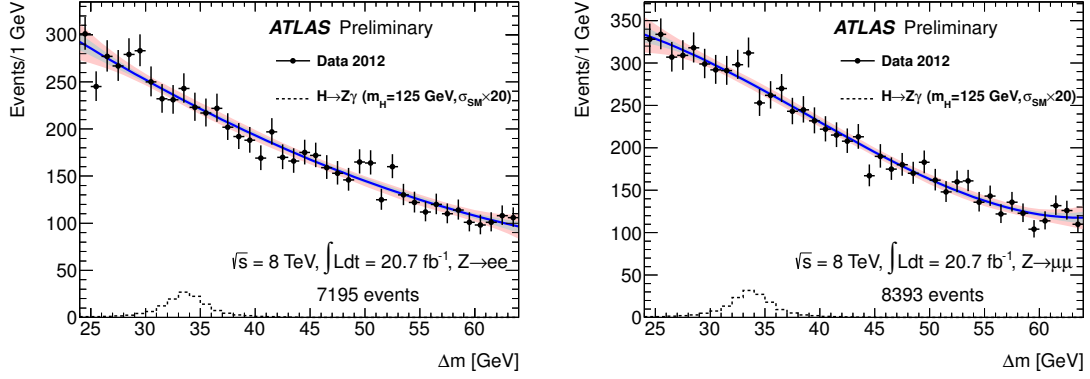 Events/1 GeV
300
250
200
150
100
50
0
ATLAS Preliminary
Data 2012
H→Zγ (m_H=125 GeV,σ_SM×20)
√s = 8 TeV, ∫Ldt = 20.7 fb⁻¹, Z→ee
7195 events
25 30 35 40 45 50 55 60
Δm [GeV]
Events/1 GeV
350
300
250
200
150
100
50
0
ATLAS Preliminary
Data 2012
H→Zγ (m_H=125 GeV,σ_SM×20)
√s = 8 TeV, ∫Ldt = 20.7 fb⁻¹, Z→μμ
8393 events
25 30 35 40 45 50 55 60
Δm [GeV]